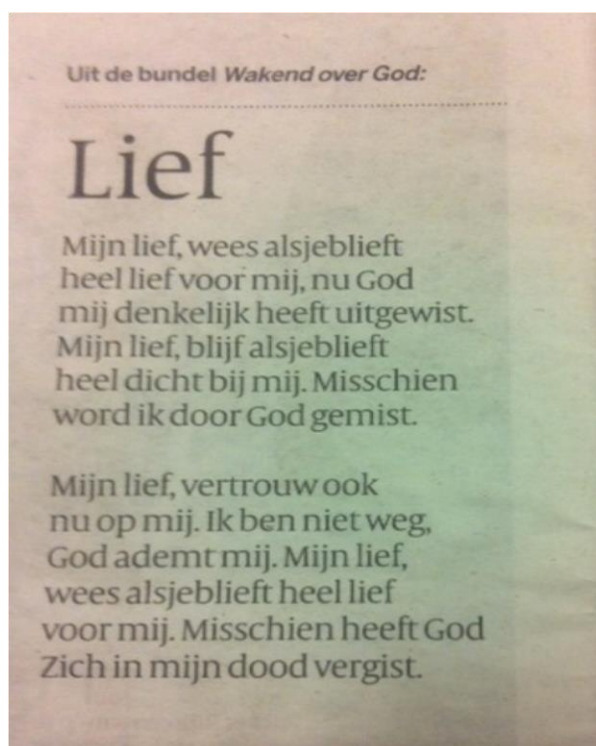 Uit de bundel Wakend over God:
Lief
Mijn lief, wees alsjeblieft
heel lief voor mij, nu God
mij denkelijk heeft uitgewist.
Mijn lief, blijf alsjeblieft
heel dicht bij mij. Misschien
word ik door God gemist.
Mijn lief, vertrouw ook
nu op mij. Ik ben niet weg,
God ademt mij. Mijn lief,
wees alsjeblieft heel lief
voor mij. Misschien heeft God
Zich in mijn dood vergist.